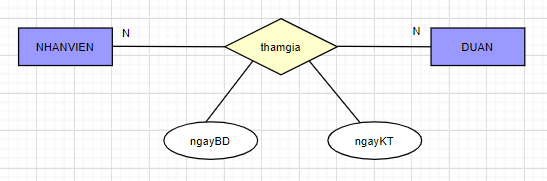 N
N
NHANVIEN
thamgia
DUAN
ngayBD
ngayKT